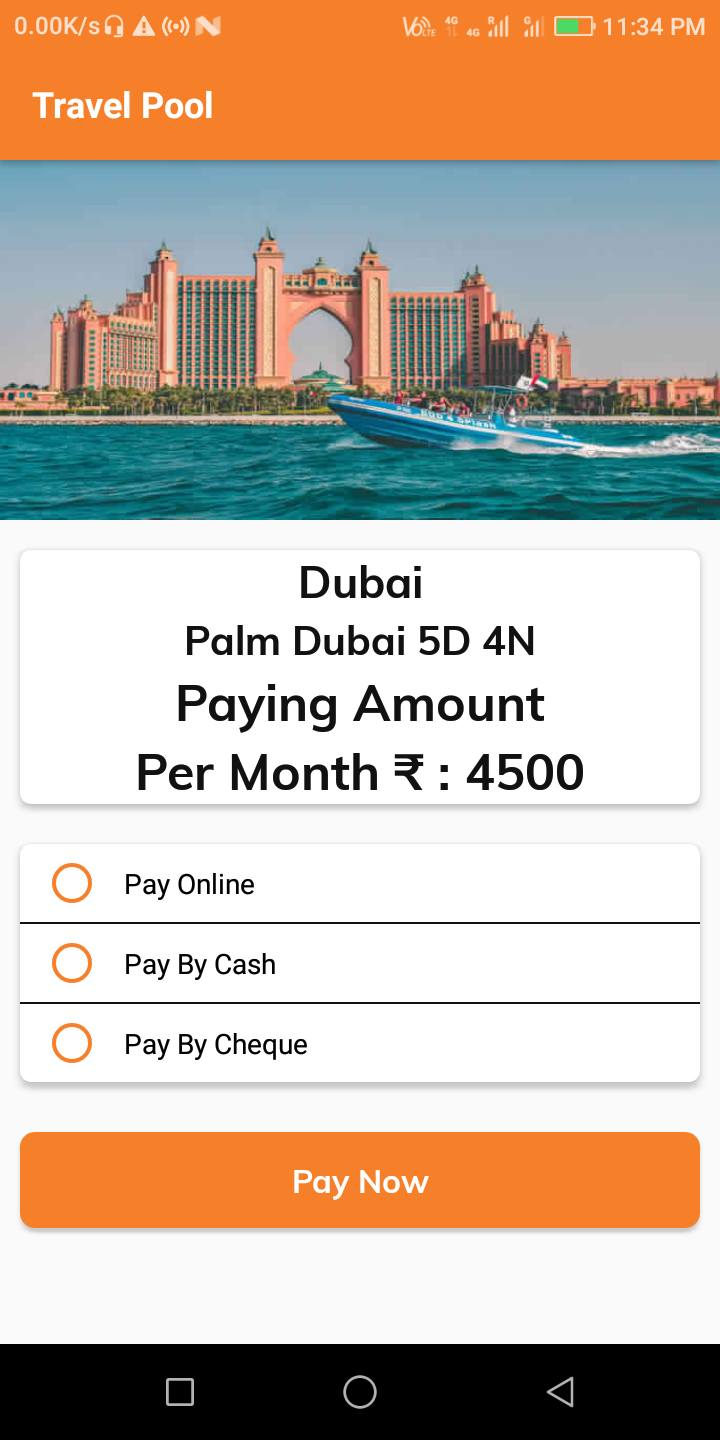 0.00K/s 11:34 PM
Travel Pool
Dubai
Palm Dubai 5D 4N
Paying Amount
Per Month ₹ : 4500
Pay Online
Pay By Cash
Pay By Cheque
Pay Now